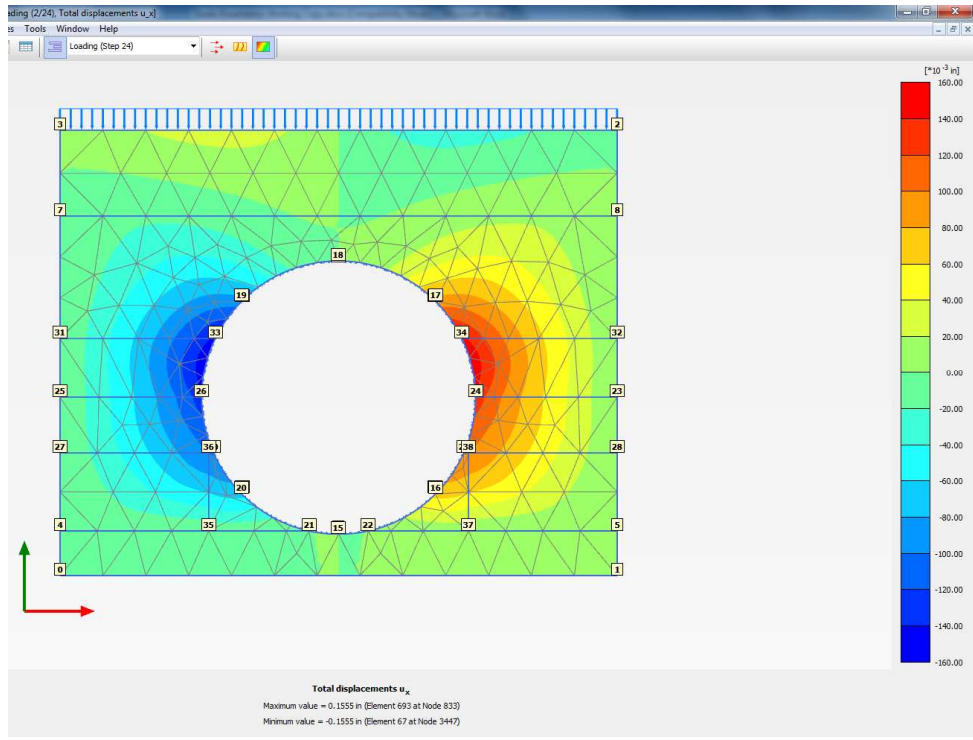 ading (2/24), Total displacements u_x]
es Tools Window Help
Loading (Step 24)
[*10 -3 in]
160.00
140.00
120.00
100.00
80.00
60.00
40.00
20.00
0.00
-20.00
-40.00
-60.00
-80.00
-100.00
-120.00
-140.00
-160.00
3 2
7 8
18
19 17
31 33 34 32
25 26 24 23
27 36 38 28
20 16
4 35 21 15 22 37 5
0 1
Total displacements ux
Maximum value = 0.1555 in (Element 693 at Node 833)
Minimum value = -0.1555 in (Element 67 at Node 3447)